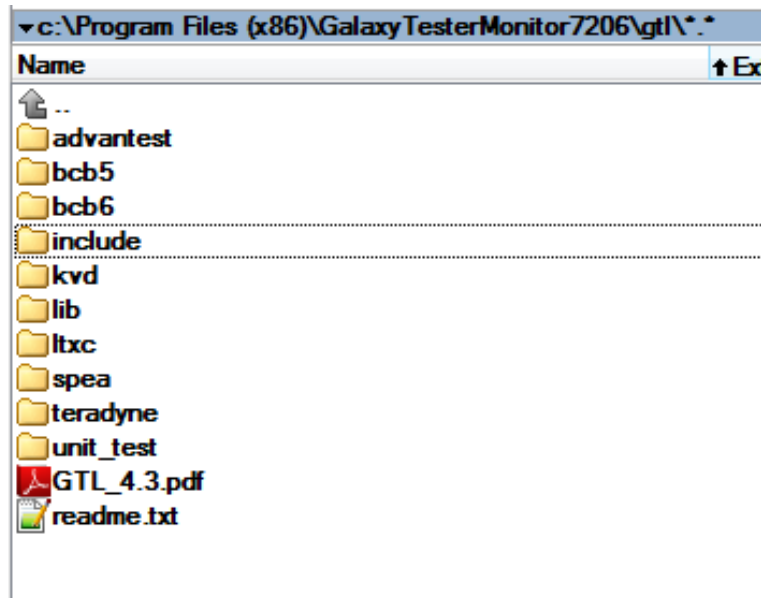 c:\Program Files (x86)\GalaxyTesterMonitor7206\gtl\*.*
Name Ex
..
advantest
bcb5
bcb6
include
kvd
lib
ltxc
spea
teradyne
unit_test
GTL_4.3.pdf
readme.txt